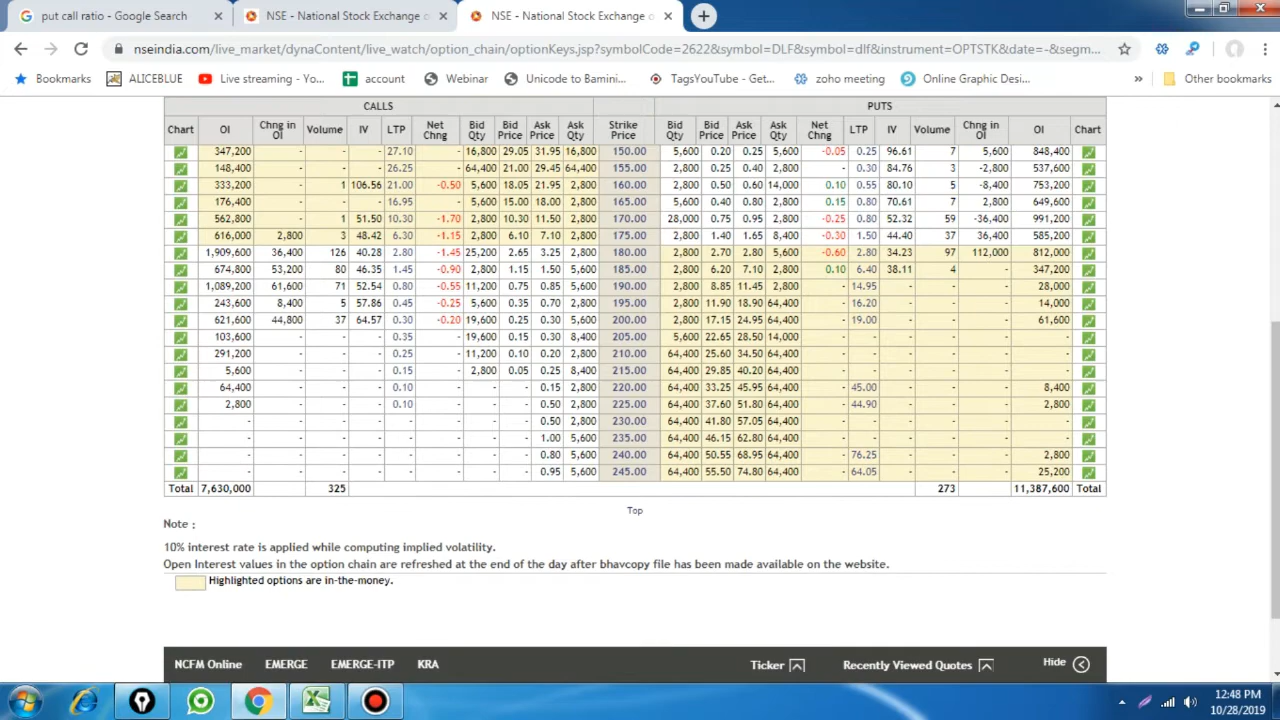 put call ratio - Google Search
NSE - National Stock Exchange o
NSE - National Stock Exchange o
nseindia.com/live_market/dynaContent/live_watch/option_chain/optionKeys.jsp?symbolCode=2622&symbol=DLF&symbol=dlf&instrument=OPTSTK&date=-&segm...
Bookmarks ALICEBLUE Live streaming - Yo... account Webinar Unicode to Bamini... TagsYouTube - Get... zoho meeting Online Graphic Desi... » Other bookmarks
CALLS PUTS
Chart OI Chng in OI Volume IV LTP Net Chng Bid Qty Bid Price Ask Price Ask Qty Strike Price Bid Qty Bid Price Ask Price Ask Qty Net Chng LTP IV Volume Chng in OI OI Chart
347,200 - - - 27.10 - 16,800 29.05 31.95 16,800 150.00 5,600 0.20 0.25 5,600 -0.05 0.25 96.61 7 5,600 848,400
148,400 - - - 26.25 - 64,400 21.00 29.45 64,400 155.00 2,800 0.25 0.40 2,800 - 0.30 84.76 3 -2,800 537,600
333,200 - 1 106.56 21.00 -0.50 5,600 18.05 21.95 2,800 160.00 5,600 0.50 0.60 14,000 0.10 0.55 80.10 5 -8,400 753,200
176,400 - - - 16.95 - 5,600 15.00 18.00 2,800 165.00 5,600 0.40 0.80 2,800 0.15 0.80 70.61 7 2,800 649,600
562,800 - 1 51.50 10.30 -1.70 2,800 10.30 11.50 2,800 170.00 28,000 0.75 0.95 2,800 -0.25 0.80 52.32 59 -36,400 991,200
616,000 2,800 3 48.42 6.30 -1.15 2,800 6.10 7.10 2,800 175.00 2,800 1.40 1.65 8,400 -0.30 1.50 44.40 37 36,400 585,200
1,909,600 36,400 126 40.28 2.80 -1.45 25,200 2.65 3.25 2,800 180.00 2,800 2.70 2.80 5,600 -0.60 2.80 34.23 97 112,000 812,000
674,800 53,200 80 46.35 1.45 -0.90 2,800 1.15 1.50 5,600 185.00 2,800 6.20 7.10 2,800 0.10 6.40 38.11 4 - 347,200
1,089,200 61,600 71 52.54 0.80 -0.55 11,200 0.75 0.85 5,600 190.00 2,800 8.85 11.45 2,800 - 14.95 - - - 28,000
243,600 8,400 5 57.86 0.45 -0.25 5,600 0.35 0.70 2,800 195.00 2,800 11.90 18.90 64,400 - 16.20 - - - 14,000
621,600 44,800 37 64.57 0.30 -0.20 19,600 0.25 0.30 5,600 200.00 2,800 17.15 24.95 64,400 - 19.00 - - - 61,600
103,600 - - - 0.35 - 19,600 0.15 0.30 8,400 205.00 5,600 22.65 28.50 14,000 - - - - - -
291,200 - - - 0.25 - 11,200 0.10 0.20 2,800 210.00 64,400 25.60 34.50 64,400 - - - - - -
5,600 - - - 0.15 - 2,800 0.05 0.25 8,400 215.00 64,400 29.85 40.20 64,400 - - - - - -
64,400 - - - 0.10 - - - 0.15 2,800 220.00 64,400 33.25 45.95 64,400 - 45.00 - - - 8,400
2,800 - - - 0.10 - - - 0.50 2,800 225.00 64,400 37.60 51.80 64,400 - 44.90 - - - 2,800
- - - - - - - - 0.50 2,800 230.00 64,400 41.80 57.05 64,400 - - - - - -
- - - - - - - - 1.00 5,600 235.00 64,400 46.15 62.80 64,400 - - - - - -
- - - - - - - - 0.80 5,600 240.00 64,400 50.55 68.95 64,400 - 76.25 - - - 2,800
- - - - - - - - 0.95 5,600 245.00 64,400 55.50 74.80 64,400 - 64.05 - - - 25,200
Total 7,630,000 325 273 11,387,600 Total
Top
Note :
10% interest rate is applied while computing implied volatility.
Open Interest values in the option chain are refreshed at the end of the day after bhavcopy file has been made available on the website.
Highlighted options are in-the-money.
NCFM Online EMERGE EMERGE-ITP KRA Ticker Recently Viewed Quotes Hide
12:48 PM
10/28/2019